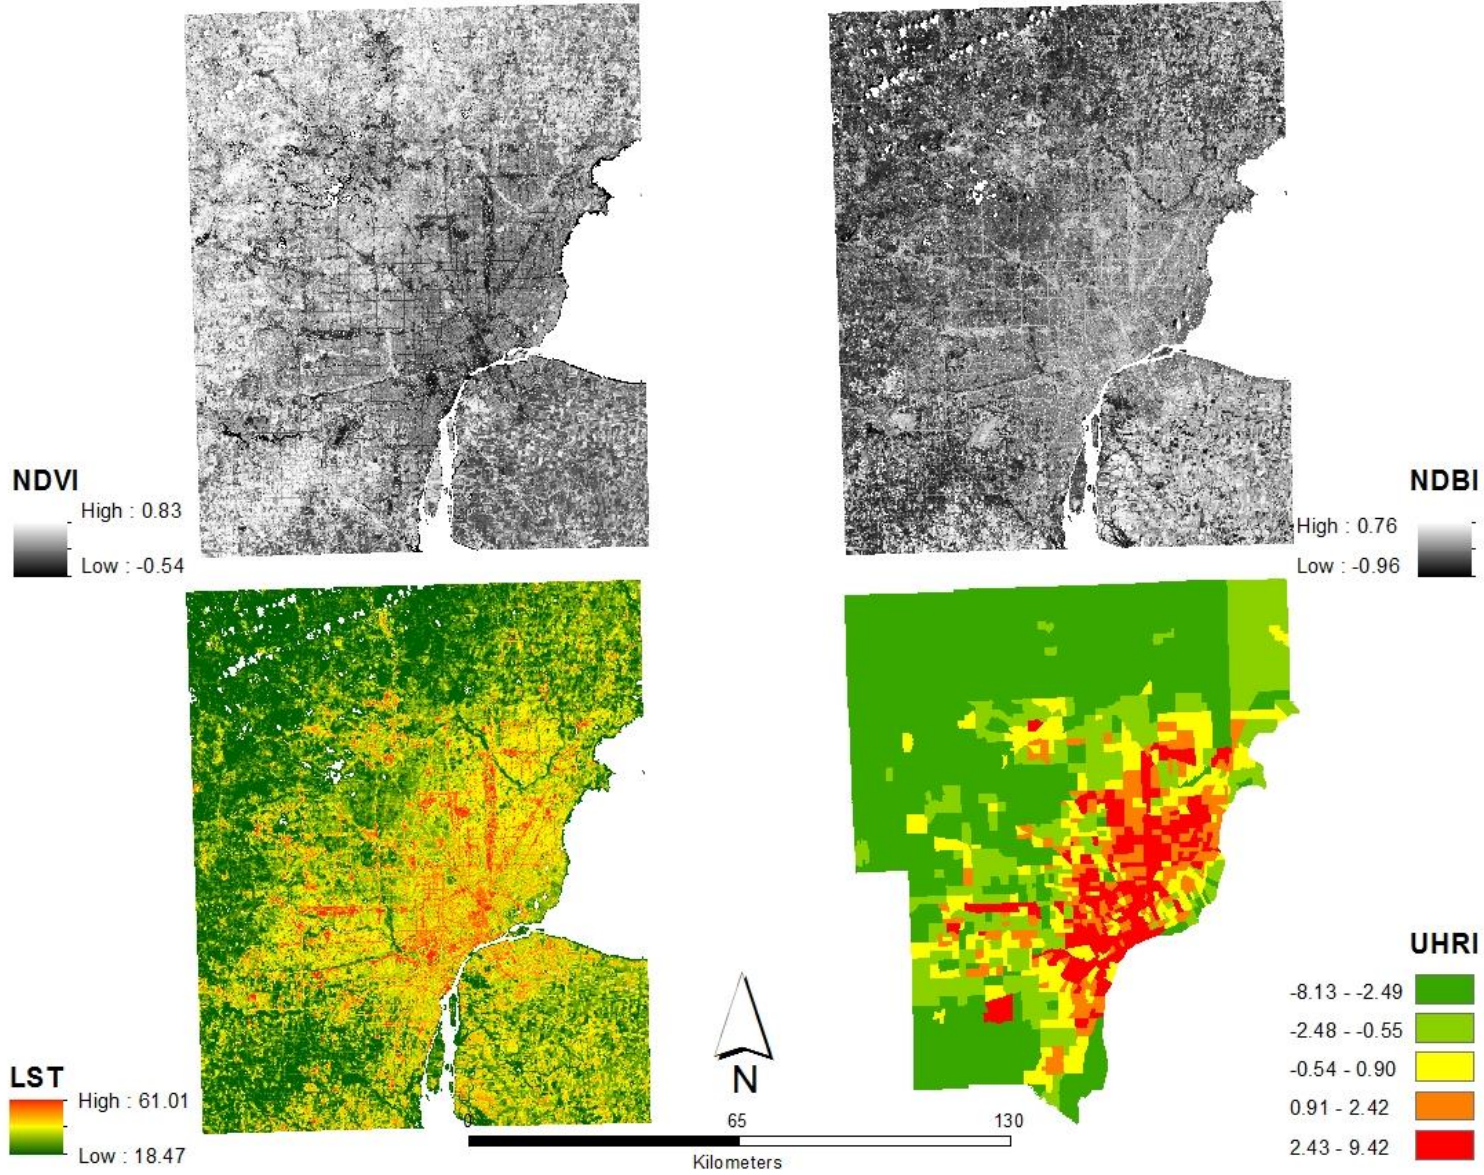 NDVI
High : 0.83
Low : -0.54
NDBI
High : 0.76
Low : -0.96
LST
High : 61.01
Low : 18.47
N
0 65 130
Kilometers
UHRI
-8.13 - -2.49
-2.48 - -0.55
-0.54 - 0.90
0.91 - 2.42
2.43 - 9.42